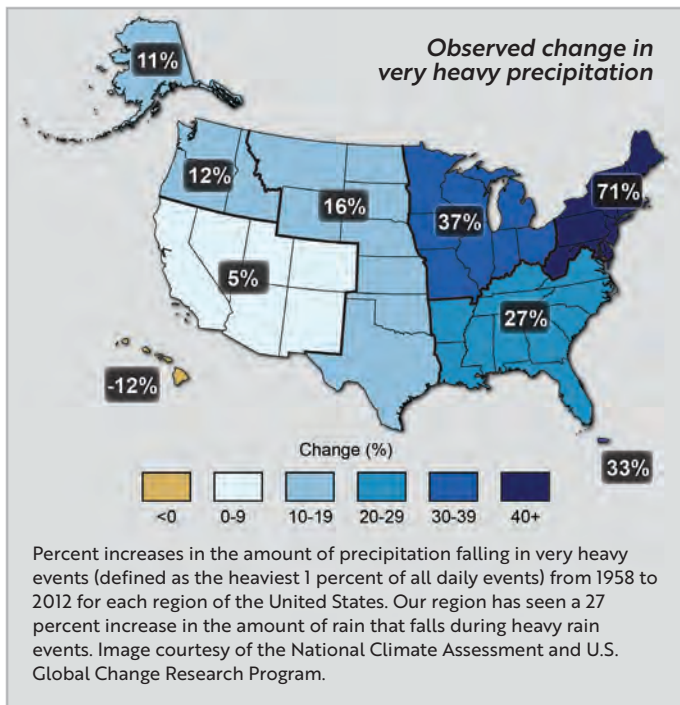 Observed change in
very heavy precipitation
11%
12%
16%
37%
71%
5%
27%
-12%
33%
Change (%)
<0
0-9
10-19
20-29
30-39
40+
Percent increases in the amount of precipitation falling in very heavy
events (defined as the heaviest 1 percent of all daily events) from 1958 to
2012 for each region of the United States. Our region has seen a 27
percent increase in the amount of rain that falls during heavy rain
events. Image courtesy of the National Climate Assessment and U.S.
Global Change Research Program.